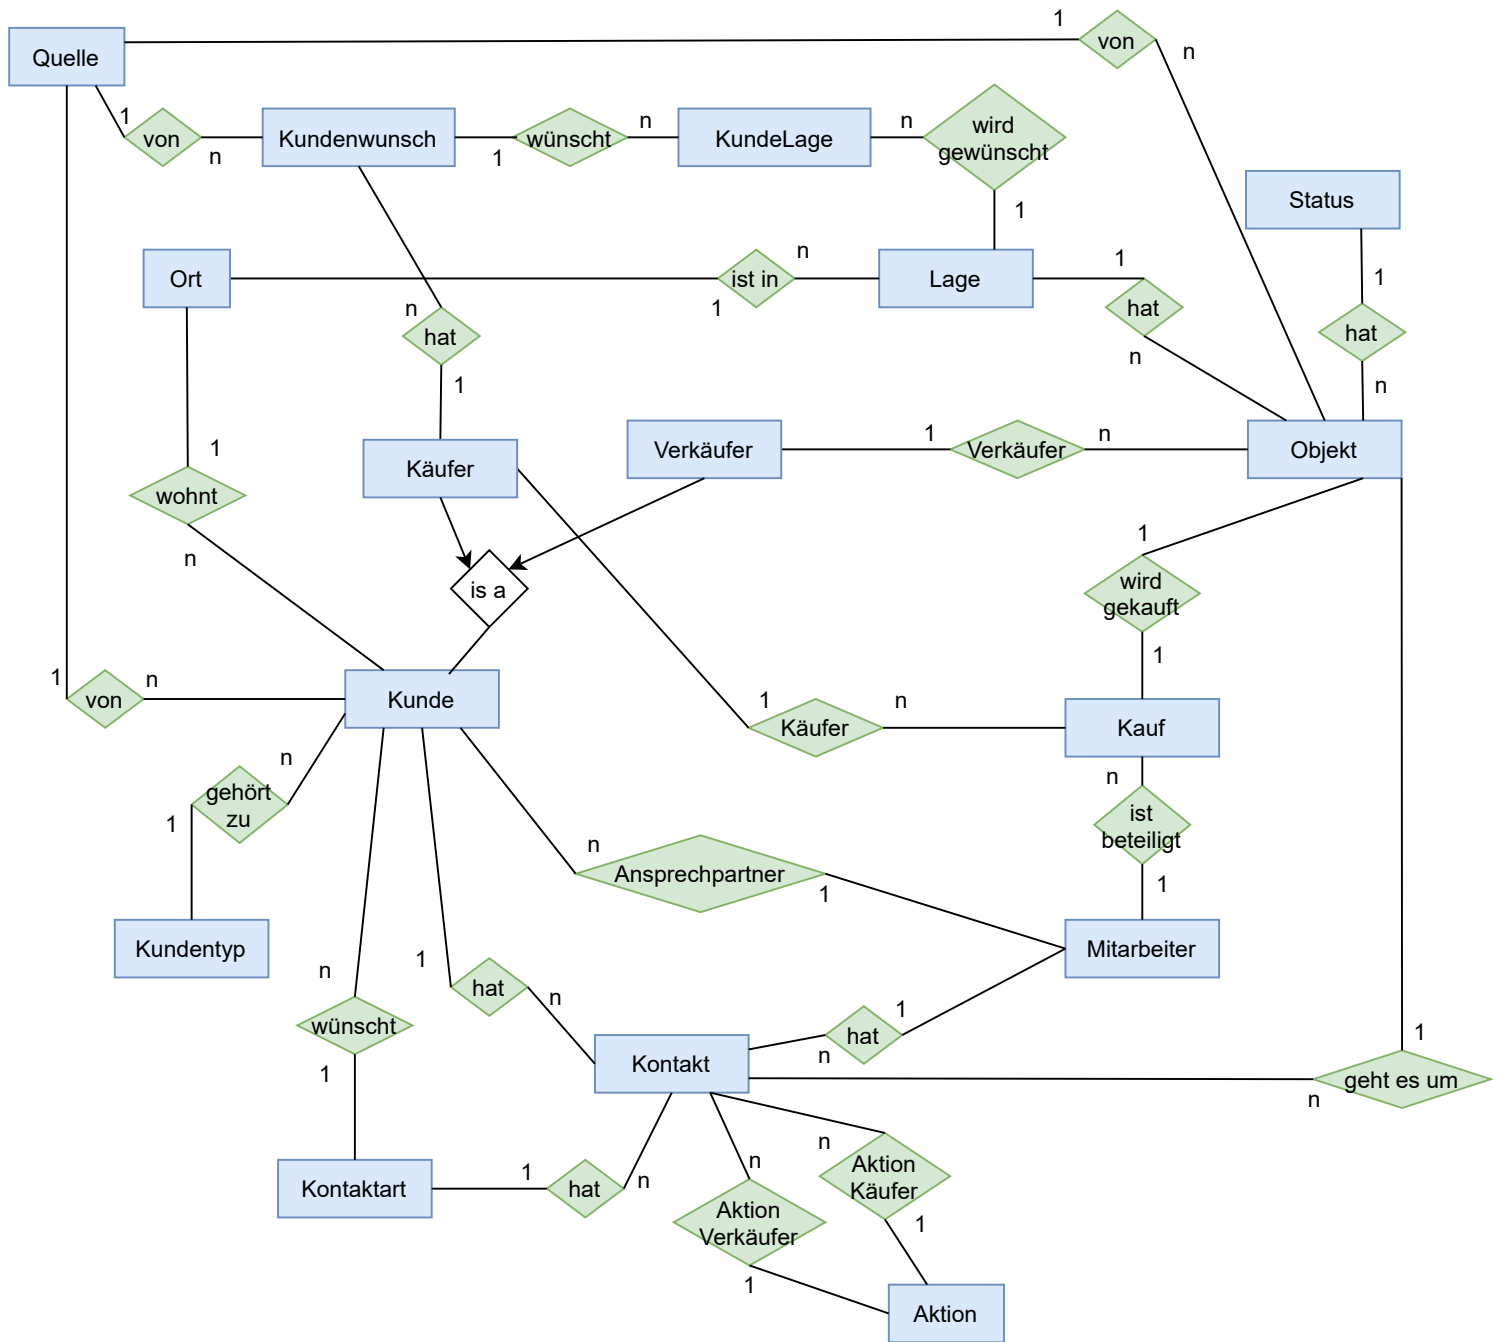 1
von
n
Quelle
1
von
n
Kundenwunsch
1
wünscht
n
KundeLage
n
wird
gewünscht
1
Status
1
hat
n
Ort
1
ist in
n
Lage
1
hat
n
n
hat
1
1
wohnt
n
Käufer
Verkäufer
1
Verkäufer
n
Objekt
is a
1
wird
gekauft
1
1
von
n
Kunde
1
Käufer
n
Kauf
n
gehört
zu
1
n
ist
beteiligt
1
n
Ansprechpartner
1
Kundentyp
Mitarbeiter
n
wünscht
1
1
hat
n
1
hat
n
Kontakt
1
geht es um
n
Kontaktart
1
hat
n
n
Aktion
Verkäufer
1
n
Aktion
Käufer
1
Aktion